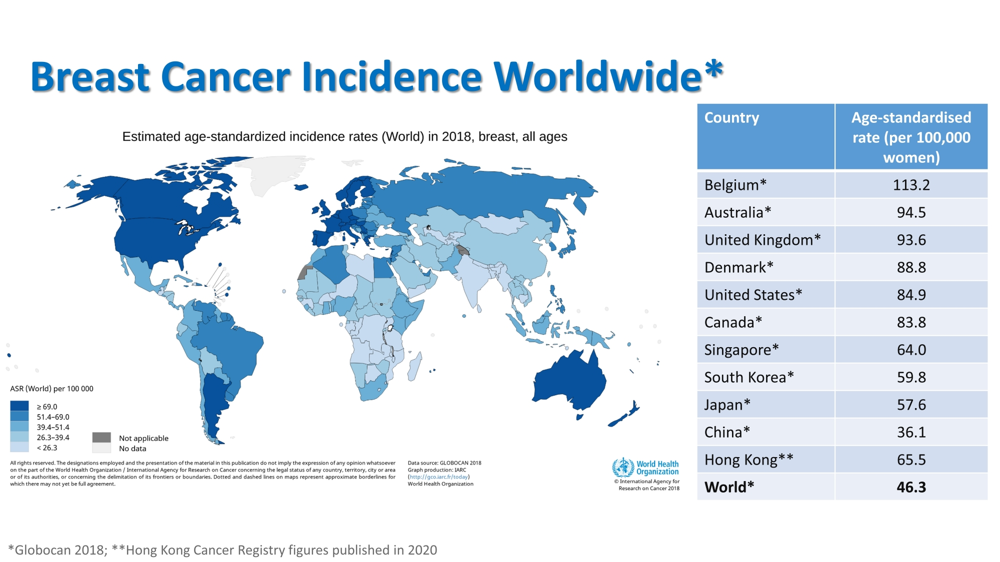 Breast Cancer Incidence Worldwide*
Estimated age-standardized incidence rates (World) in 2018, breast, all ages
ASR (World) per 100 000
≥ 69.0
51.4–69.0
39.4–51.4
26.3–39.4
< 26.3
Not applicable
No data
All rights reserved. The designations employed and the presentation of the material in this publication do not imply the expression of any opinion whatsoever
on the part of the World Health Organization / International Agency for Research on Cancer concerning the legal status of any country, territory, city or area
or of its authorities, or concerning the delimitation of its frontiers or boundaries. Dotted and dashed lines on maps represent approximate borderlines for
which there may not yet be full agreement.
Data source: GLOBOCAN 2018
Graph production: IARC
(http://gco.iarc.fr/today)
World Health Organization
World Health
Organization
© International Agency for
Research on Cancer 2018
Country Age-standardised
rate (per 100,000
women)
Belgium* 113.2
Australia* 94.5
United Kingdom* 93.6
Denmark* 88.8
United States* 84.9
Canada* 83.8
Singapore* 64.0
South Korea* 59.8
Japan* 57.6
China* 36.1
Hong Kong** 65.5
World* 46.3
*Globocan 2018; **Hong Kong Cancer Registry figures published in 2020